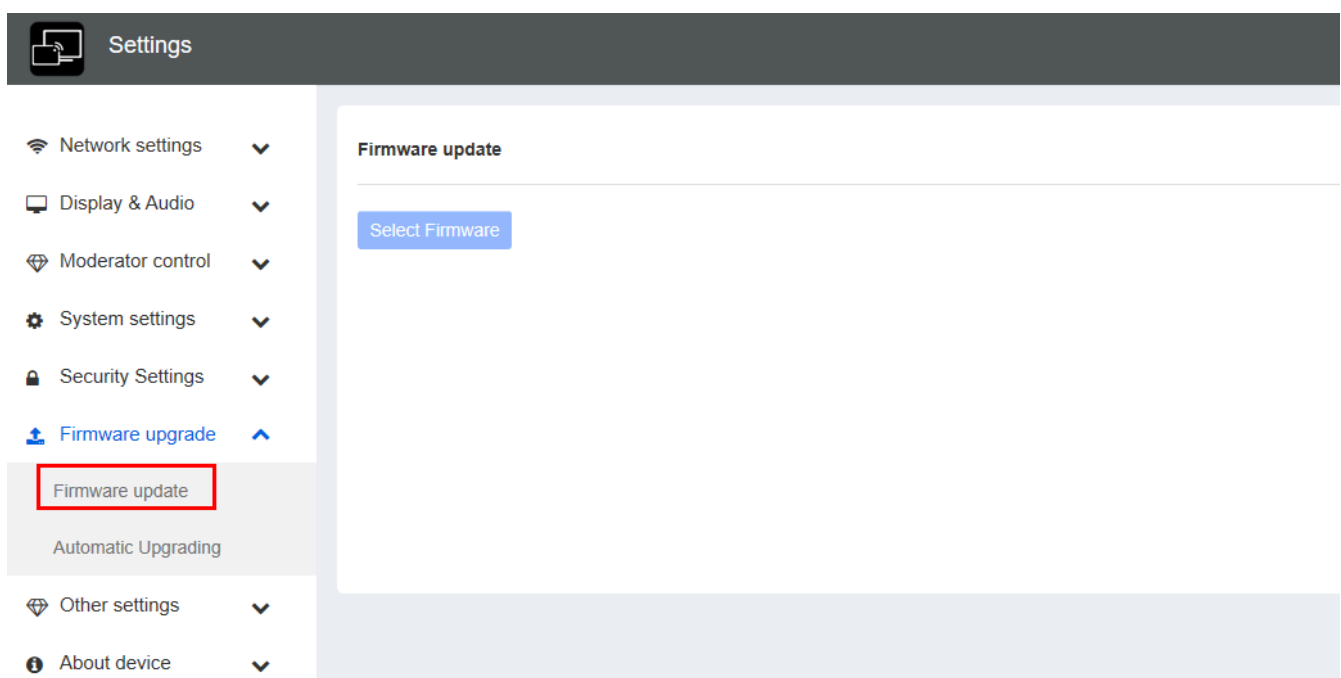 Settings
Network settings
Display & Audio
Moderator control
System settings
Security Settings
Firmware upgrade
Firmware update
Automatic Upgrading
Other settings
About device
Firmware update
Select Firmware